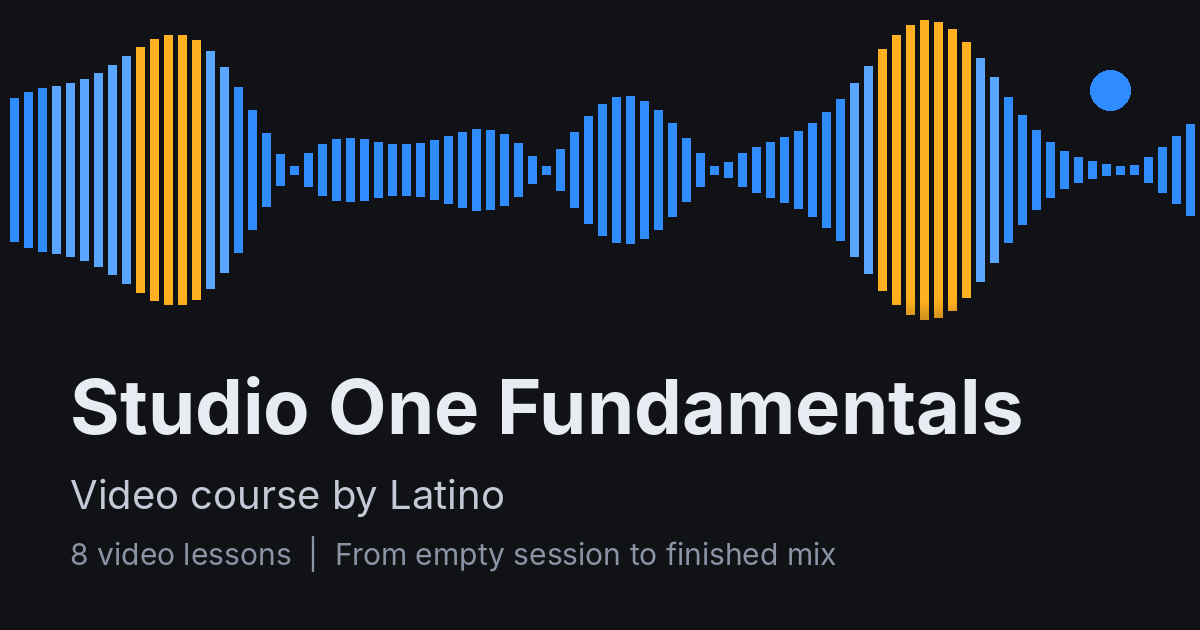 Studio One Fundamentals
Video course by Latino
8 video lessons | From empty session to finished mix